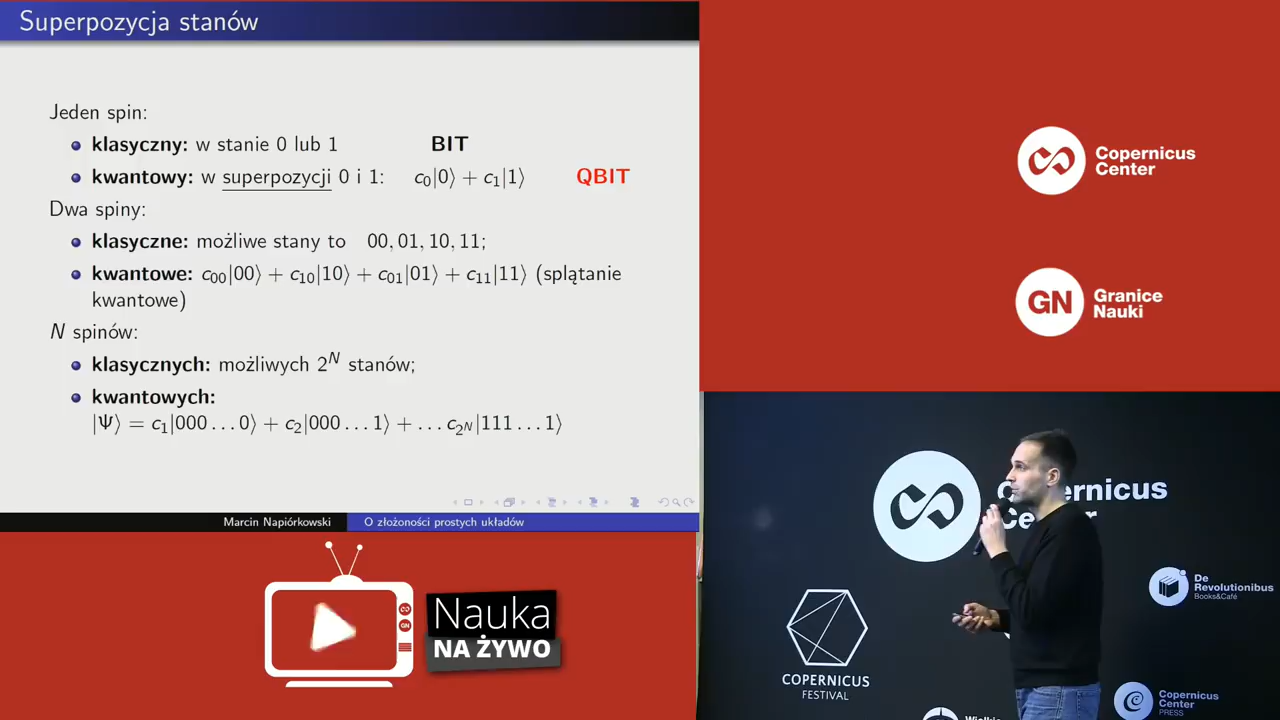 Superpozycja stanów
Jeden spin:
klasyczny: w stanie 0 lub 1 BIT
kwantowy: w superpozycji 0 i 1: c₀|0⟩ + c₁|1⟩ QBIT
Dwa spiny:
klasyczne: możliwe stany to 00, 01, 10, 11;
kwantowe: c₀₀|00⟩ + c₁₀|10⟩ + c₀₁|01⟩ + c₁₁|11⟩ (splątanie
kwantowe)
N spinów:
klasycznych: możliwych 2^N stanów;
kwantowych:
|Ψ⟩ = c₁|000...0⟩ + c₂|000...1⟩ + ... c_{2^N}|111...1⟩
Marcin Napiórkowski O złożoności prostych układów
Nauka
NA ŻYWO
Copernicus
Center
GN
Granice
Nauki
De
Revolutionibus
Books&Café
COPERNICUS
FESTIVAL
Copernicus
Center
PRESS